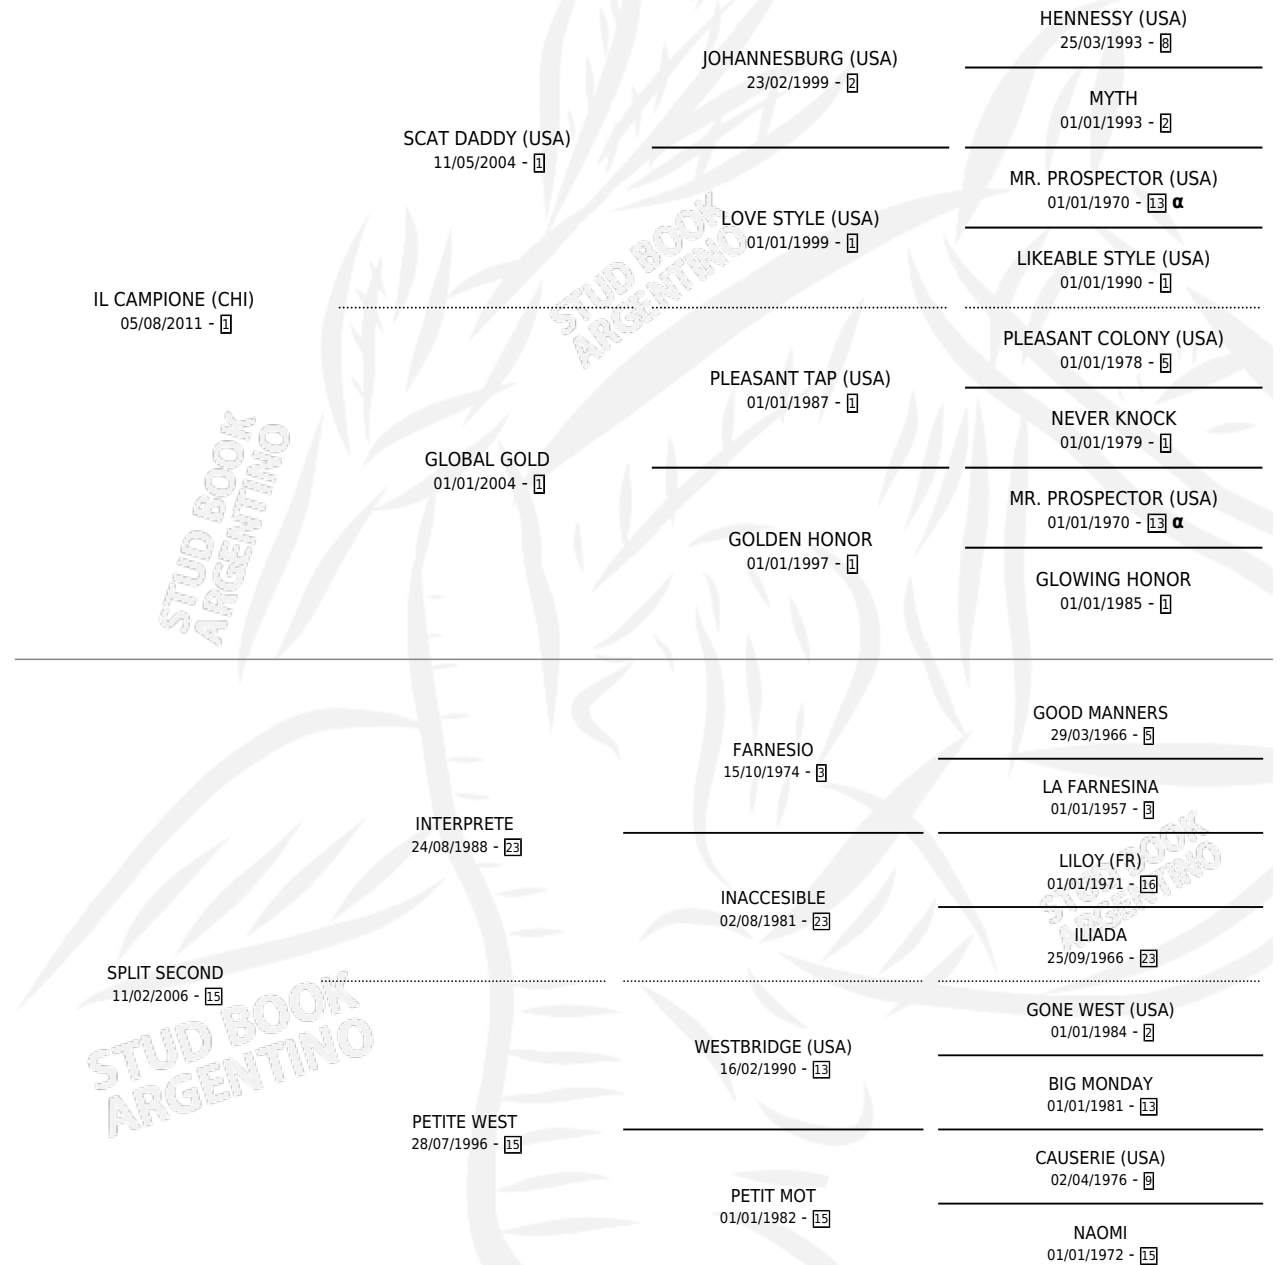 HENNESSY (USA)
25/03/1993 - 8
JOHANNESBURG (USA)
23/02/1999 - 2
MYTH
01/01/1993 - 2
SCAT DADDY (USA)
11/05/2004 - 1
MR. PROSPECTOR (USA)
01/01/1970 - 13 α
LOVE STYLE (USA)
01/01/1999 - 1
LIKEABLE STYLE (USA)
01/01/1990 - 1
STUD BOOK
ARGENTINO
IL CAMPIONE (CHI)
05/08/2011 - 1
PLEASANT COLONY (USA)
01/01/1978 - 5
PLEASANT TAP (USA)
01/01/1987 - 1
NEVER KNOCK
01/01/1979 - 1
GLOBAL GOLD
01/01/2004 - 1
MR. PROSPECTOR (USA)
01/01/1970 - 13 α
GOLDEN HONOR
01/01/1997 - 1
GLOWING HONOR
01/01/1985 - 1
STUD BOOK
ARGENTINO
GOOD MANNERS
29/03/1966 - 5
FARNESIO
15/10/1974 - 3
LA FARNESINA
01/01/1957 - 3
INTERPRETE
24/08/1988 - 23
LILOY (FR)
01/01/1971 - 16
INACCESIBLE
02/08/1981 - 23
ILIADA
25/09/1966 - 23
STUD BOOK
ARGENTINO
SPLIT SECOND
11/02/2006 - 15
GONE WEST (USA)
01/01/1984 - 2
WESTBRIDGE (USA)
16/02/1990 - 13
BIG MONDAY
01/01/1981 - 13
PETITE WEST
28/07/1996 - 15
CAUSERIE (USA)
02/04/1976 - 9
PETIT MOT
01/01/1982 - 15
NAOMI
01/01/1972 - 15
STUD BOOK
ARGENTINO